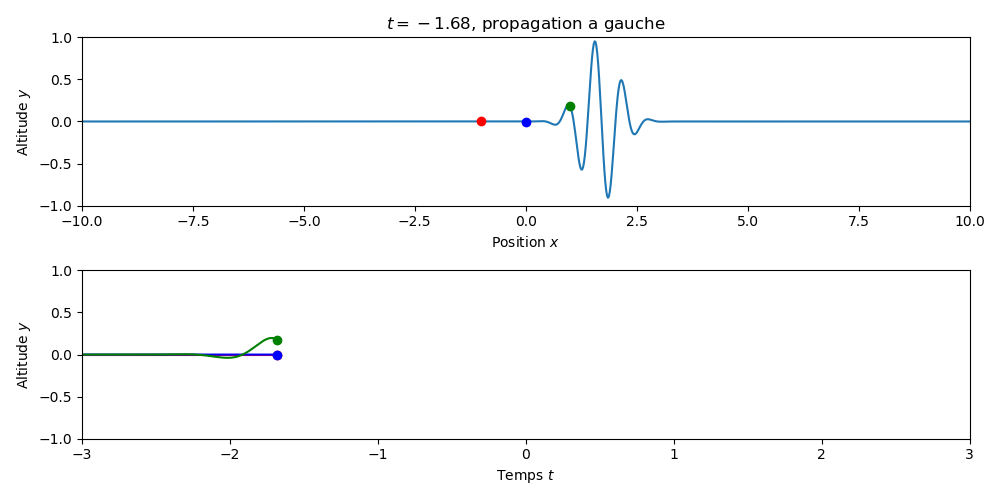 t = −1.68, propagation a gauche
1.0
0.5
0.0
−0.5
−1.0
Altitude y
−10.0 −7.5 −5.0 −2.5 0.0 2.5 5.0 7.5 10.0
Position x
1.0
0.5
0.0
−0.5
−1.0
Altitude y
−3 −2 −1 0 1 2 3
Temps t